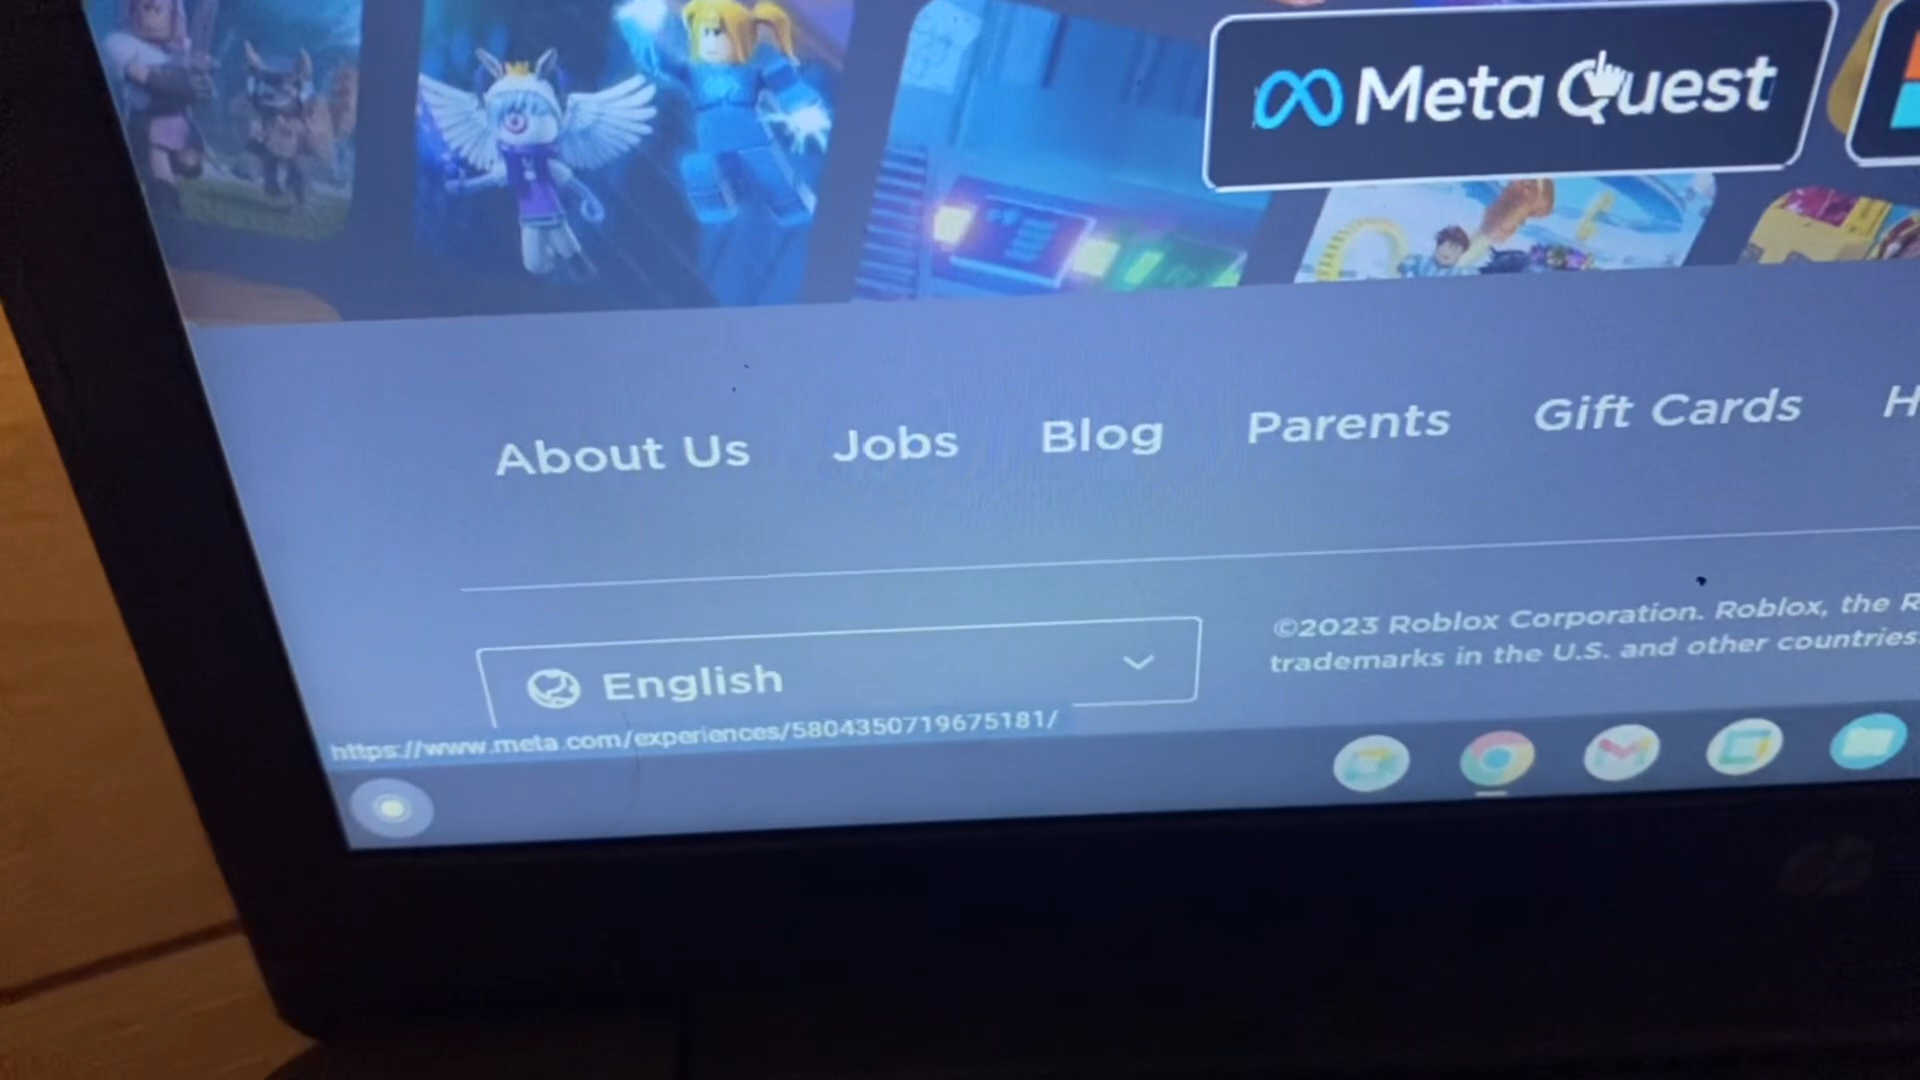 Meta Quest
About Us Jobs Blog Parents Gift Cards H
©2023 Roblox Corporation. Roblox, the R
trademarks in the U.S. and other countries
English
https://www.meta.com/experiences/5804350719675181/
hp